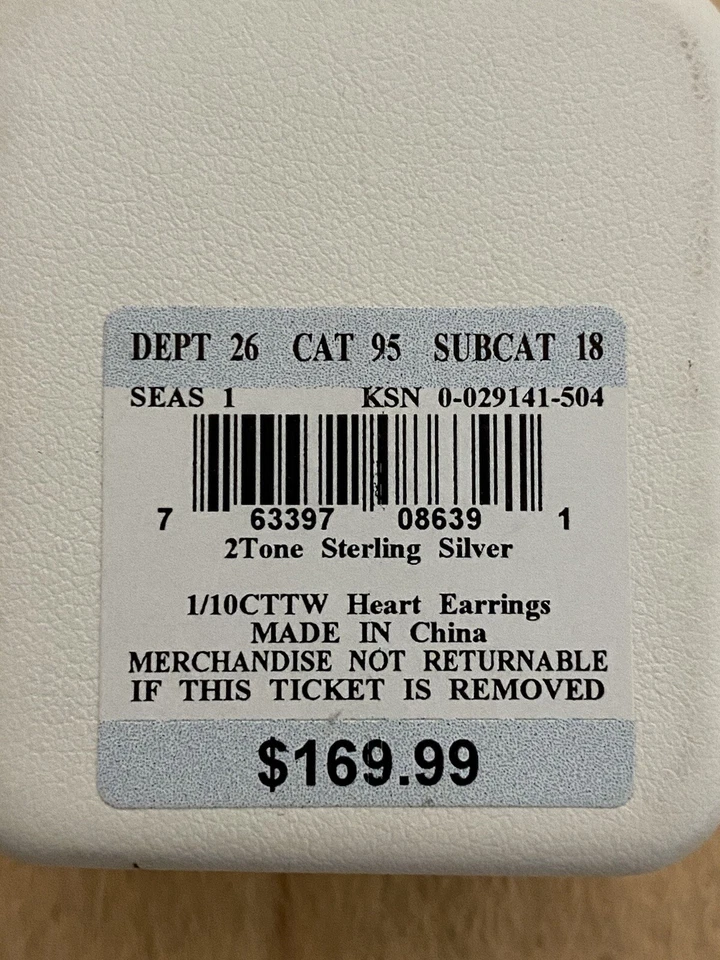 DEPT 26 CAT 95 SUBCAT 18
SEAS 1 KSN 0-029141-504
7 63397 08639 1
2Tone Sterling Silver
1/10CTTW Heart Earrings
MADE IN China
MERCHANDISE NOT RETURNABLE
IF THIS TICKET IS REMOVED
$169.99